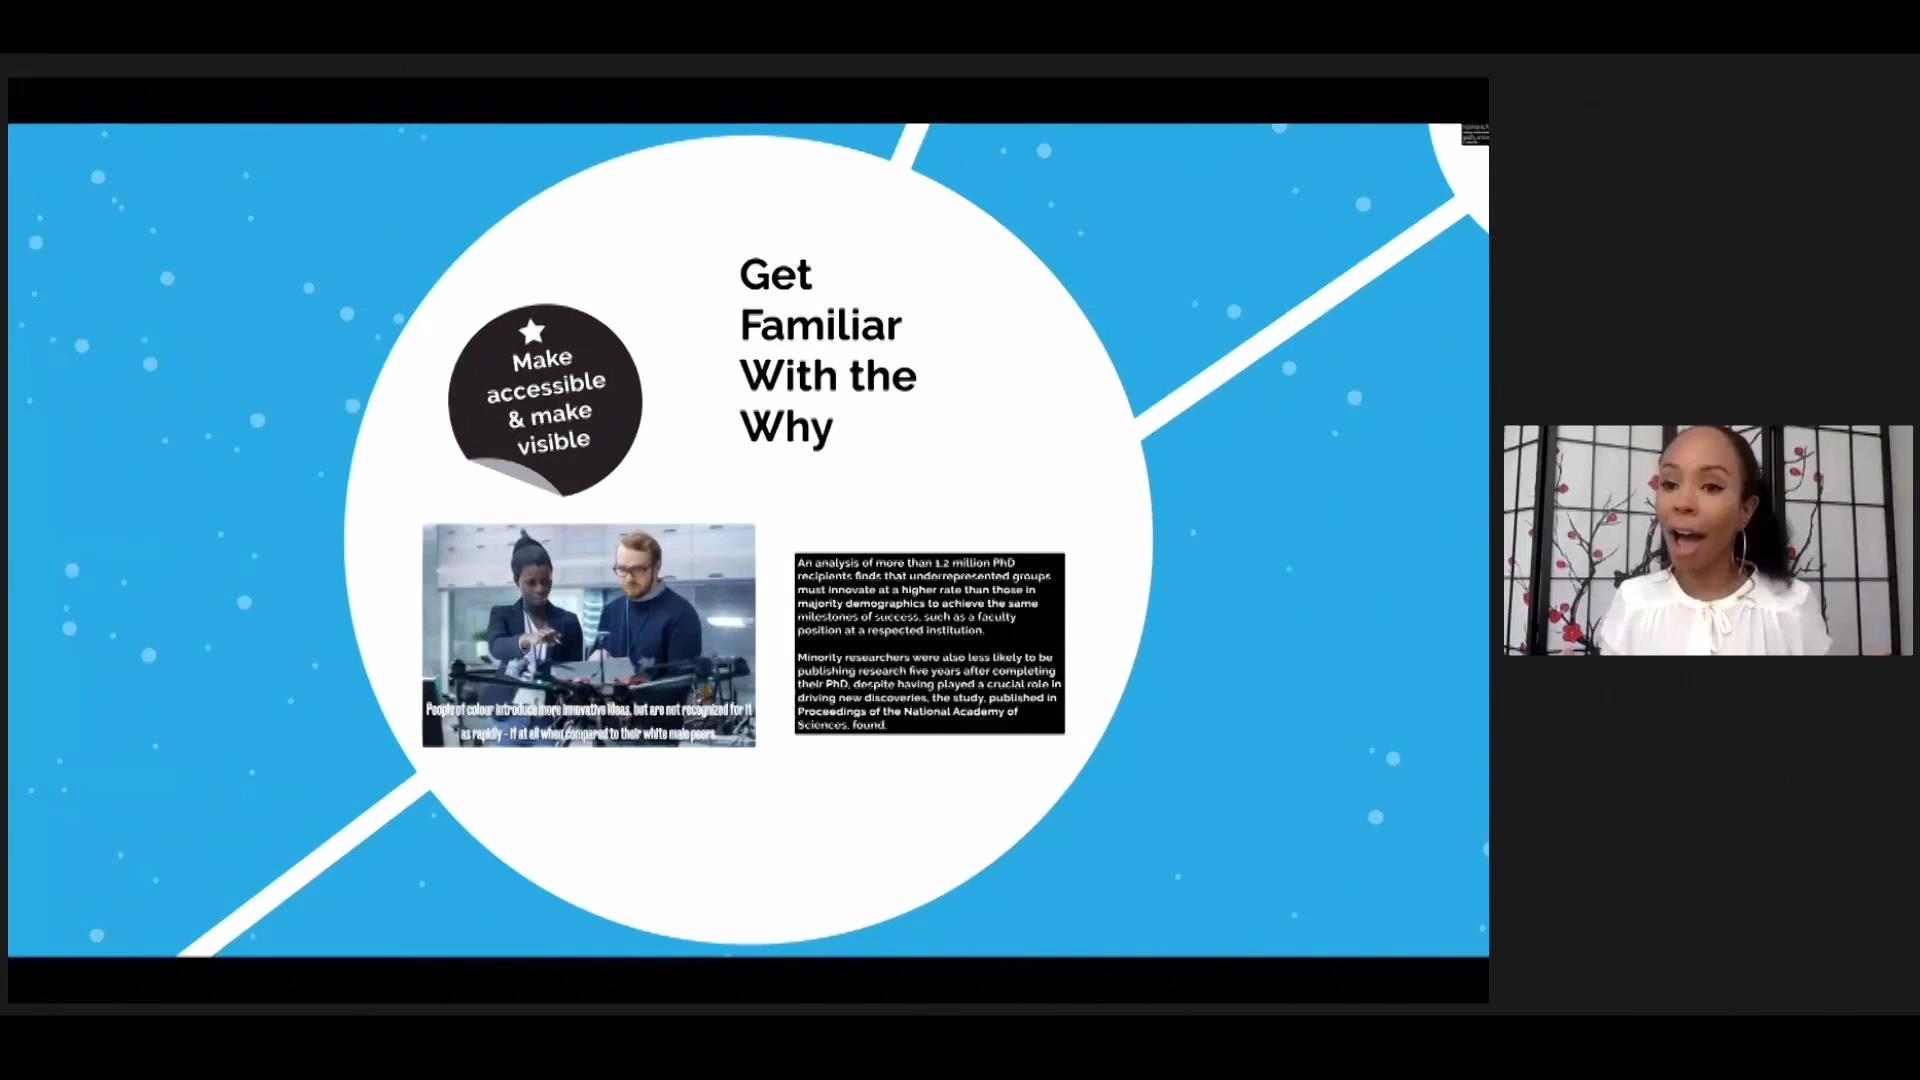 Get
Familiar
With the
Why
Make
accessible
& make
visible
People of colour introduce more innovative ideas, but are not recognized for it
as rapidly - if at all when compared to their white male peers.
An analysis of more than 1.2 million PhD
recipients finds that underrepresented groups
must innovate at a higher rate than those in
majority demographics to achieve the same
milestones of success, such as a faculty
position at a respected institution.
Minority researchers were also less likely to be
publishing research five years after completing
their PhD, despite having played a crucial role in
driving new discoveries, the study, published in
Proceedings of the National Academy of
Sciences, found.